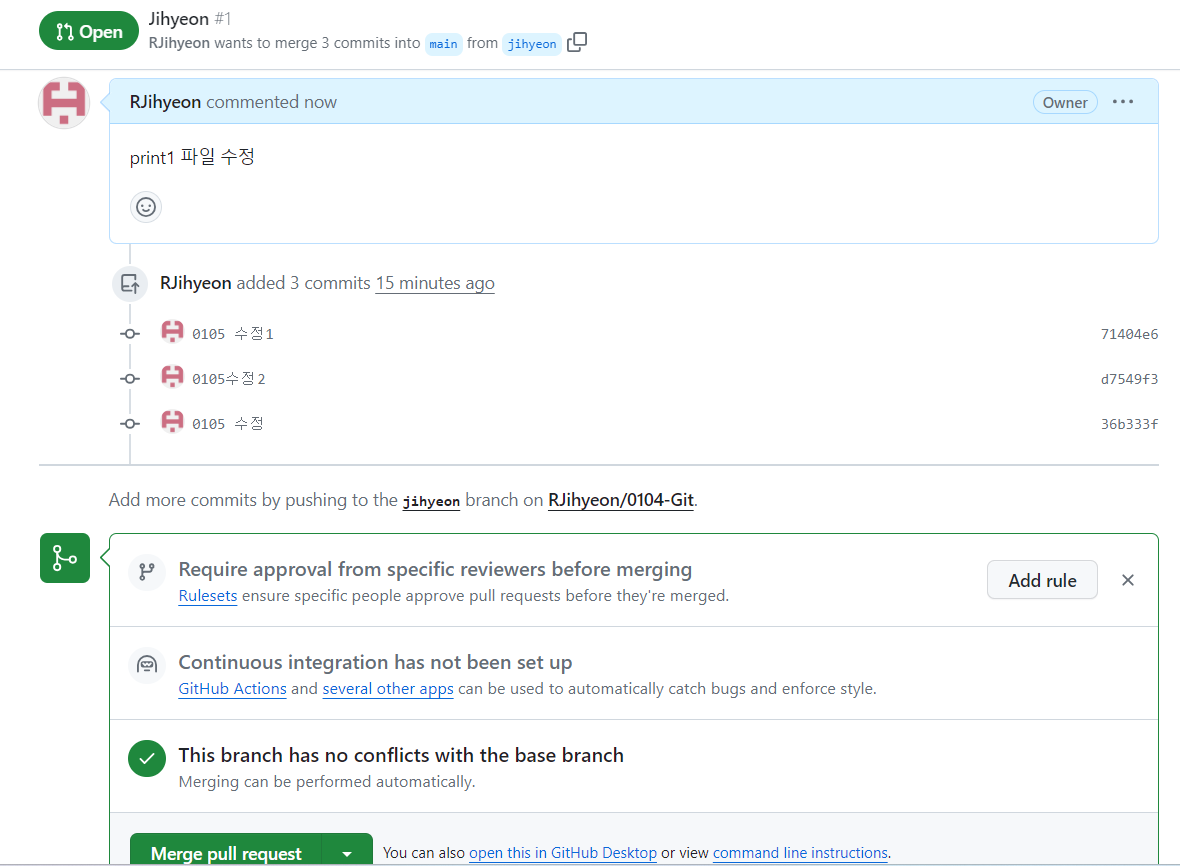 Open
Jihyeon #1
RJihyeon wants to merge 3 commits into main from jihyeon
RJihyeon commented now
Owner
print1 파일 수정
RJihyeon added 3 commits 15 minutes ago
0105 수정1
71404e6
0105수정2
d7549f3
0105 수정
36b333f
Add more commits by pushing to the jihyeon branch on RJihyeon/0104-Git.
Require approval from specific reviewers before merging
Rulesets ensure specific people approve pull requests before they're merged.
Add rule
Continuous integration has not been set up
GitHub Actions and several other apps can be used to automatically catch bugs and enforce style.
This branch has no conflicts with the base branch
Merging can be performed automatically.
Merge pull request
You can also open this in GitHub Desktop or view command line instructions.